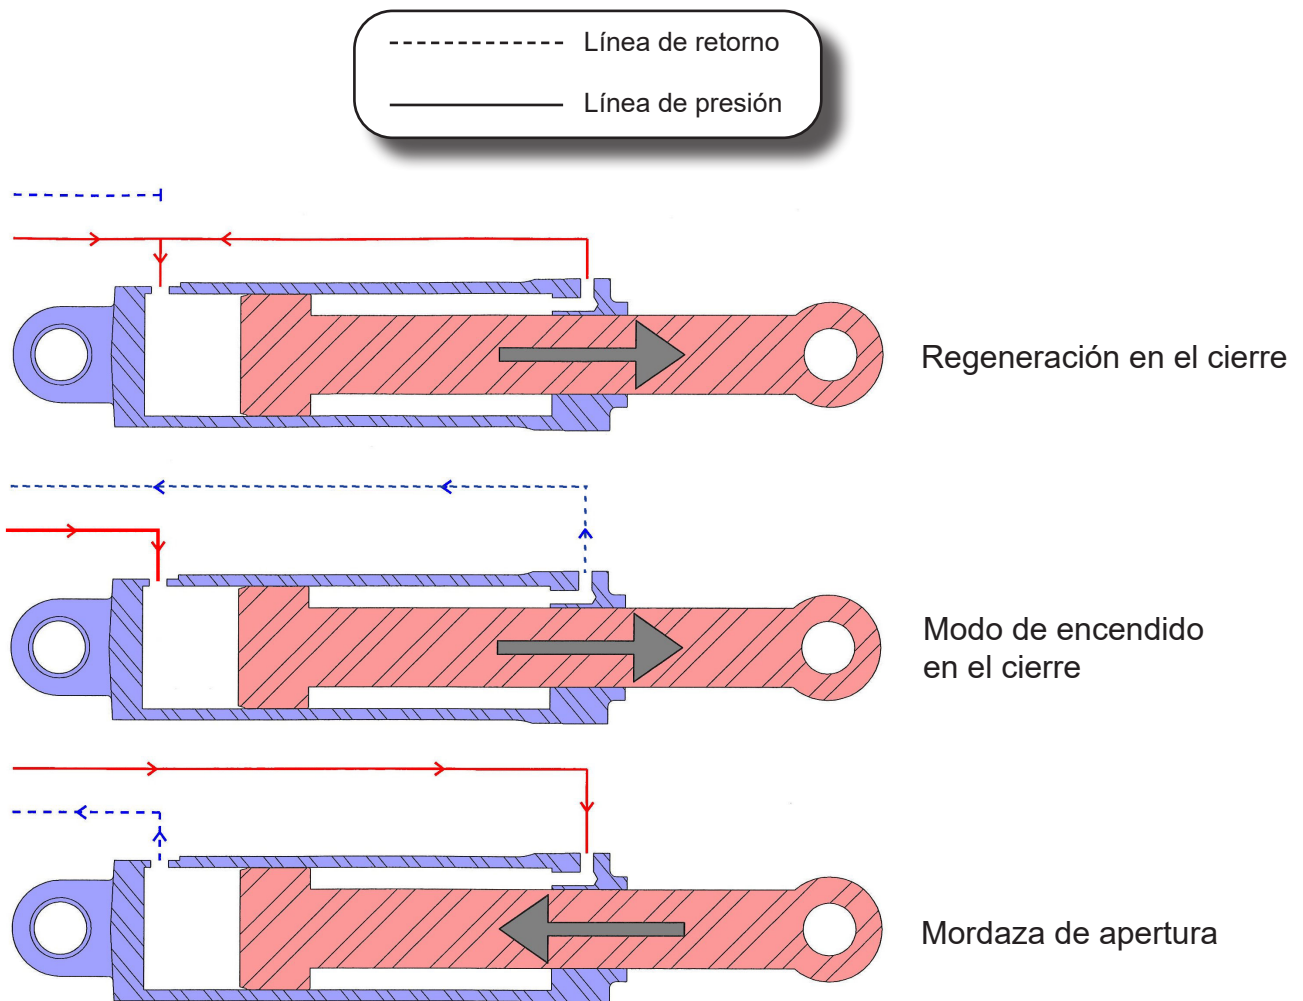 Línea de retorno
Línea de presión
Regeneración en el cierre
Modo de encendido
en el cierre
Mordaza de apertura